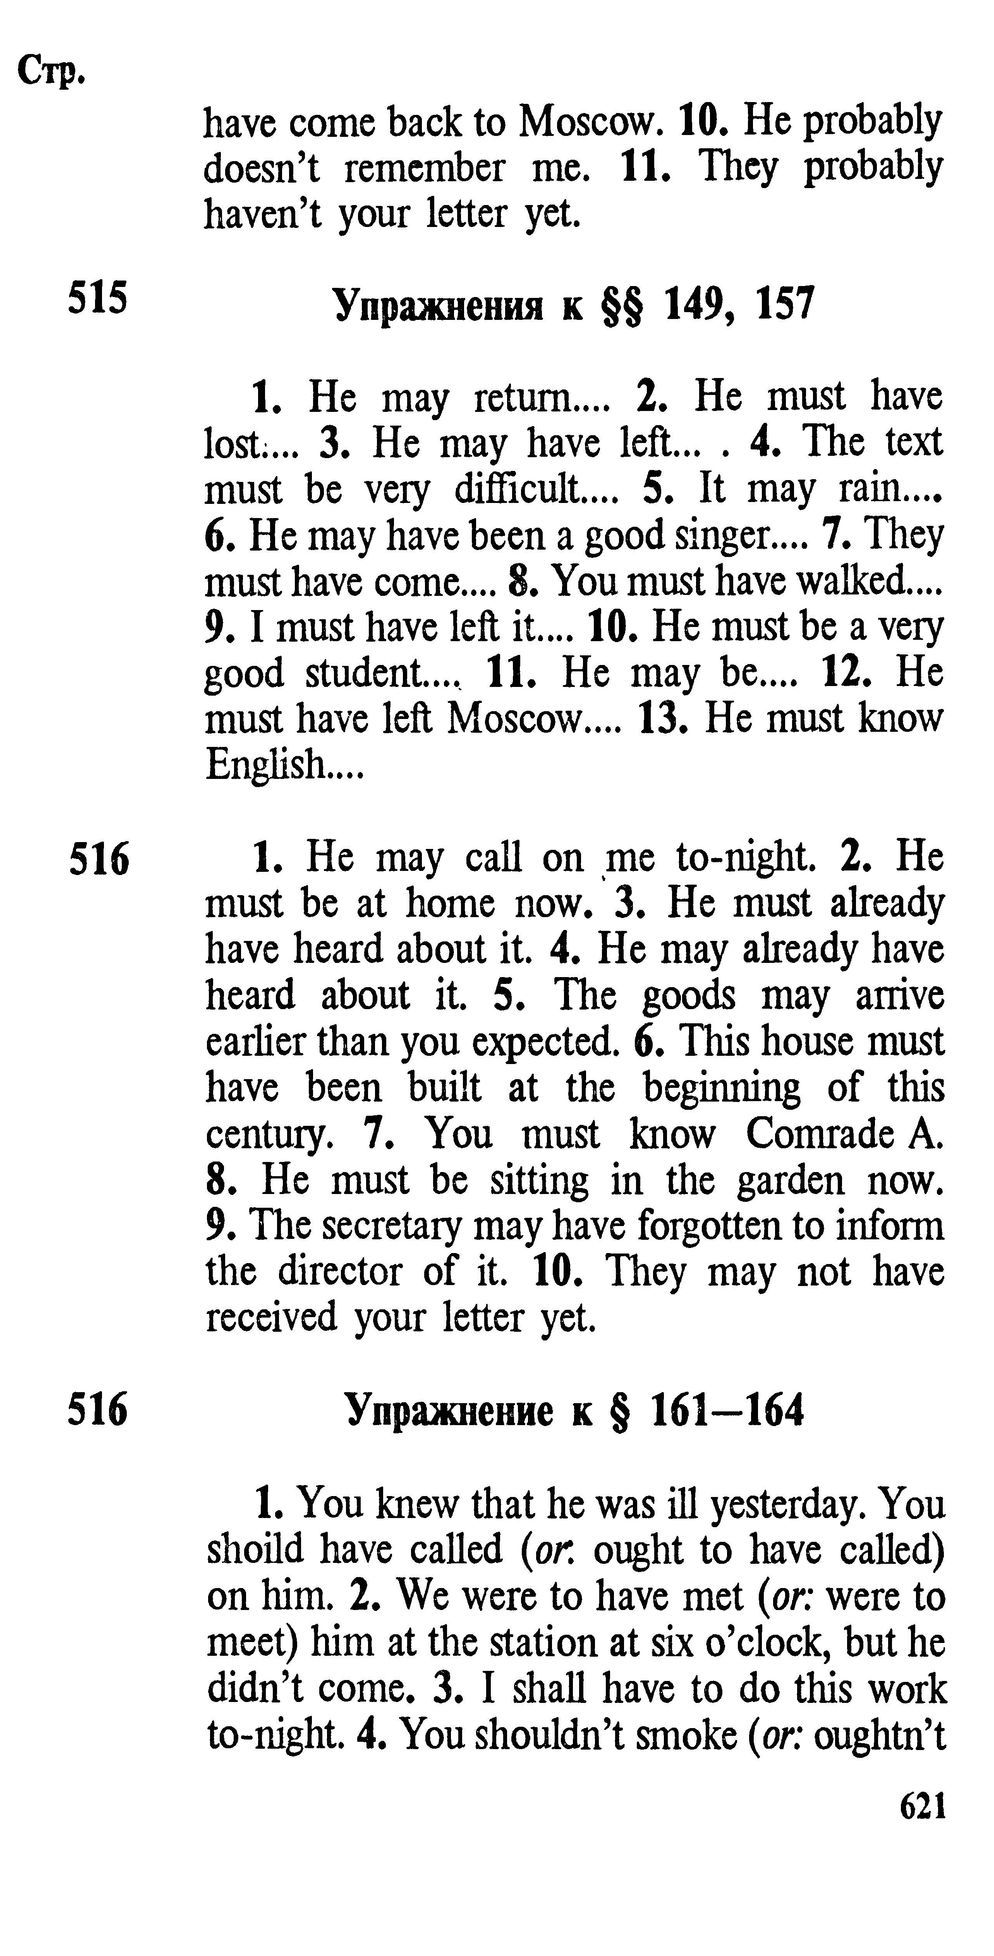 Стр.
have come back to Moscow. 10. He probably
doesn't remember me. 11. They probably
haven't your letter yet.
515 Упражнения к §§ 149, 157
1. He may return.... 2. He must have
lost.... 3. He may have left... . 4. The text
must be very difficult.... 5. It may rain....
6. He may have been a good singer.... 7. They
must have come.... 8. You must have walked....
9. I must have left it.... 10. He must be a very
good student.... 11. He may be.... 12. He
must have left Moscow.... 13. He must know
English....
516 1. He may call on me to-night. 2. He
must be at home now. 3. He must already
have heard about it. 4. He may already have
heard about it. 5. The goods may arrive
earlier than you expected. 6. This house must
have been built at the beginning of this
century. 7. You must know Comrade A.
8. He must be sitting in the garden now.
9. The secretary may have forgotten to inform
the director of it. 10. They may not have
received your letter yet.
516 Упражнение к § 161—164
1. You knew that he was ill yesterday. You
shoild have called (or: ought to have called)
on him. 2. We were to have met (or: were to
meet) him at the station at six o'clock, but he
didn't come. 3. I shall have to do this work
to-night. 4. You shouldn't smoke (or: oughtn't
621